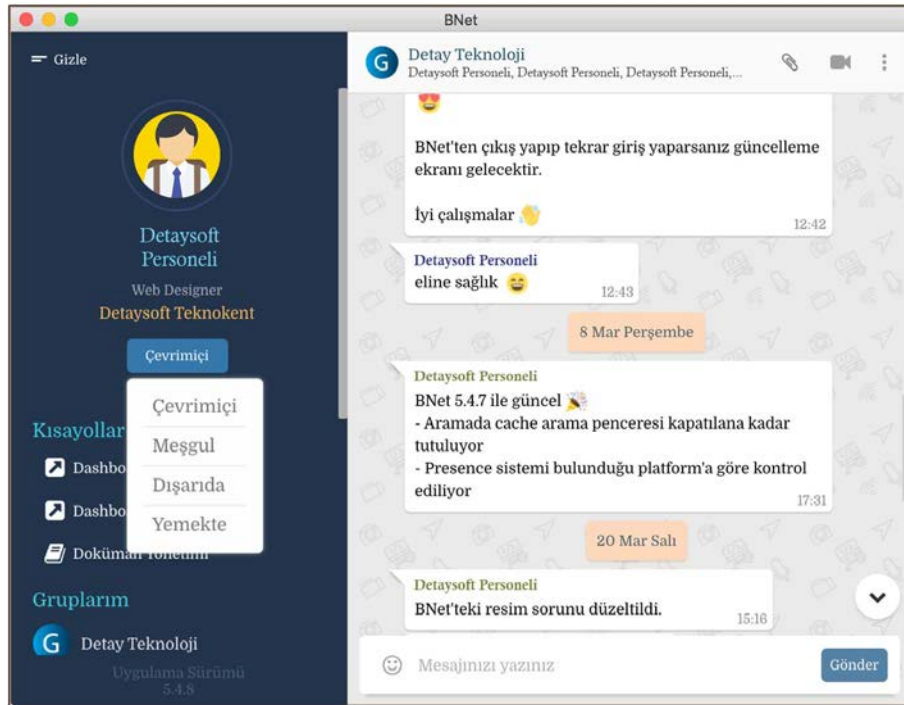 BNet
Gizle
Detaysoft
Personeli
Web Designer
Detaysoft Teknokent
Çevrimiçi
Çevrimiçi
Meşgul
Dışarıda
Yemekte
Kısayollar
Dashbo
Dashbo
Doküman Yönetimi
Gruplarım
G Detay Teknoloji
Uygulama Sürümü
5.4.8
G
Detay Teknoloji
Detaysoft Personeli, Detaysoft Personeli, Detaysoft Personeli,...
BNet'ten çıkış yapıp tekrar giriş yaparsanız güncelleme
ekranı gelecektir.
İyi çalışmalar 👋
12:42
Detaysoft Personeli
eline sağlık 😄
12:43
8 Mar Perşembe
Detaysoft Personeli
BNet 5.4.7 ile güncel 🎉
- Aramada cache arama penceresi kapatılana kadar
tutuluyor
- Presence sistemi bulunduğu platform'a göre kontrol
ediliyor
17:31
20 Mar Salı
Detaysoft Personeli
BNet'teki resim sorunu düzeltildi.
15:16
Mesajınızı yazınız
Gönder